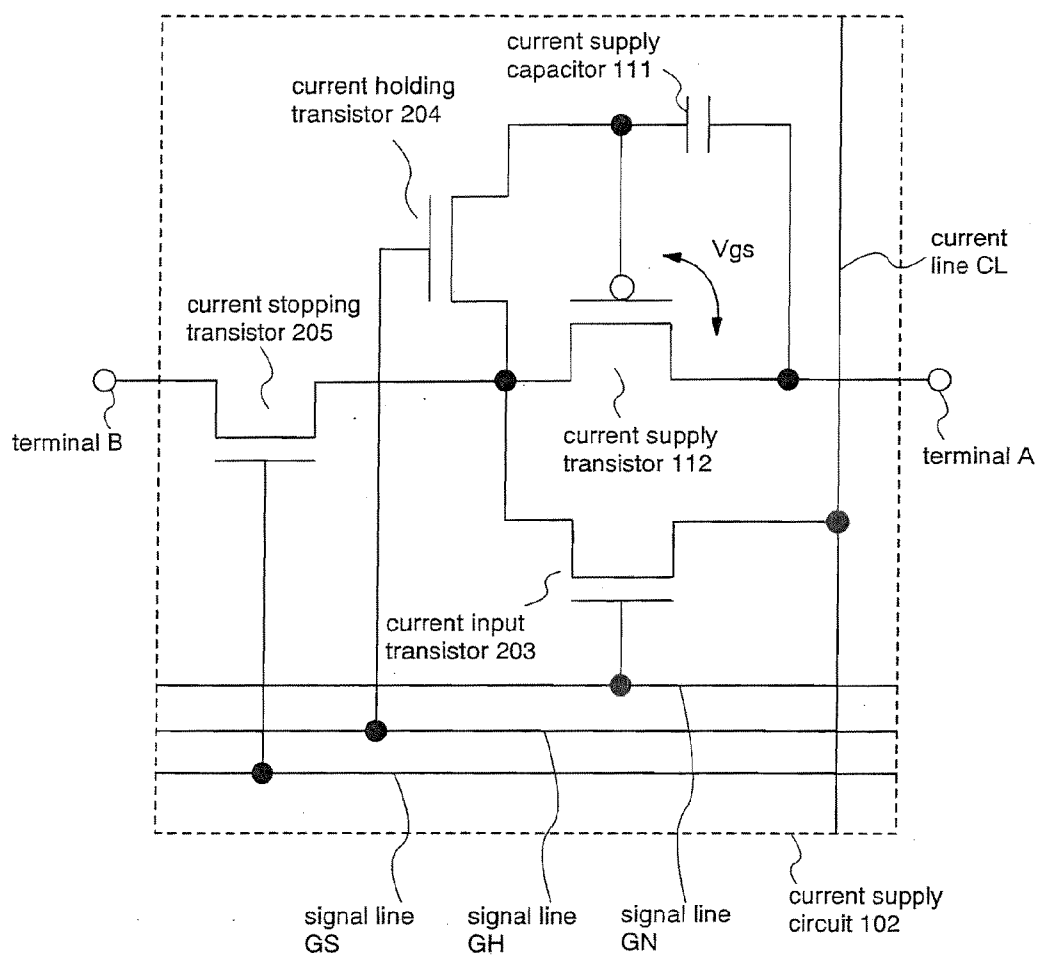 current supply
capacitor 111
current holding
transistor 204
Vgs
current
line CL
current stopping
transistor 205
terminal B
current supply
transistor 112
terminal A
current input
transistor 203
signal line
GS
signal line
GH
signal line
GN
current supply
circuit 102